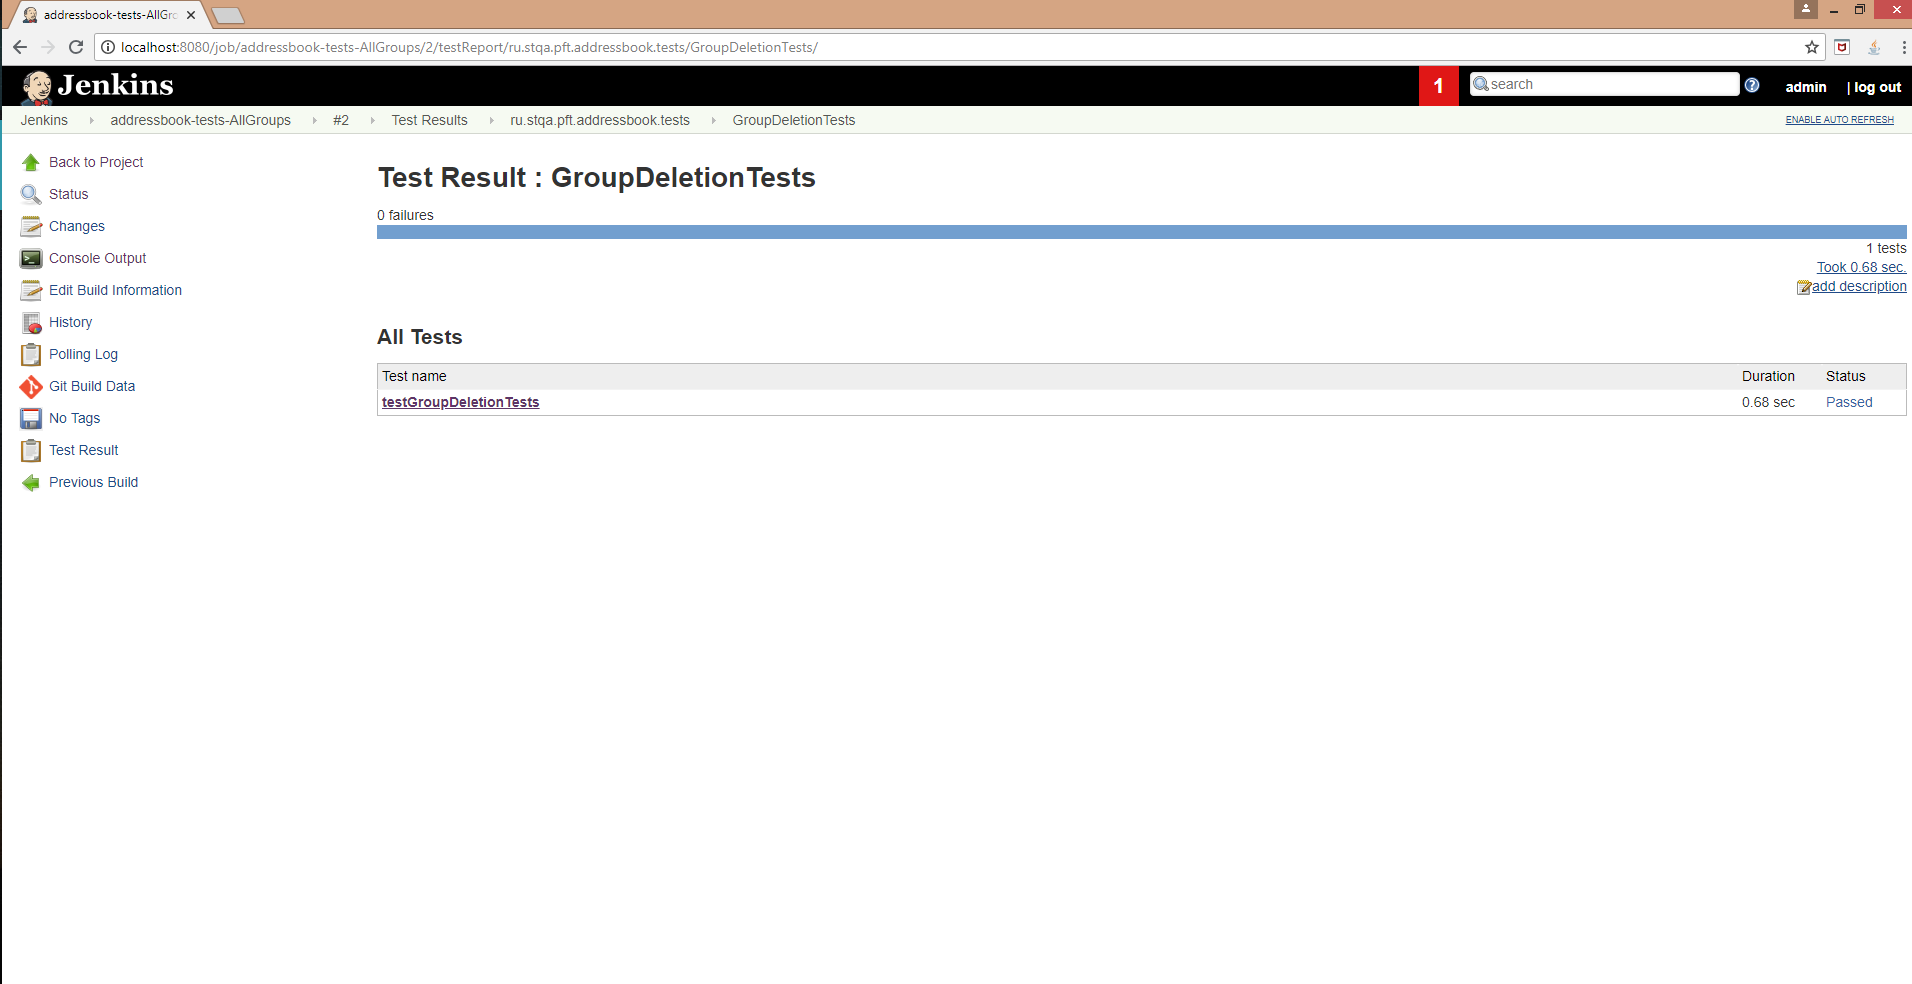 addressbook-tests-AllGro
localhost:8080/job/addressbook-tests-AllGroups/2/testReport/ru.stqa.pft.addressbook.tests/GroupDeletionTests/
Jenkins
1
search
admin
| log out
Jenkins
addressbook-tests-AllGroups
#2
Test Results
ru.stqa.pft.addressbook.tests
GroupDeletionTests
ENABLE AUTO REFRESH
Back to Project
Status
Changes
Console Output
Edit Build Information
History
Polling Log
Git Build Data
No Tags
Test Result
Previous Build
Test Result : GroupDeletionTests
0 failures
1 tests
Took 0.68 sec.
add description
All Tests
Test name Duration Status
testGroupDeletionTests 0.68 sec Passed